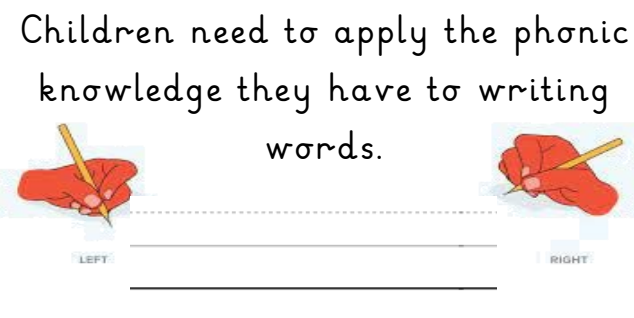 Children need to apply the phonic
knowledge they have to writing
words.
LEFT
RIGHT